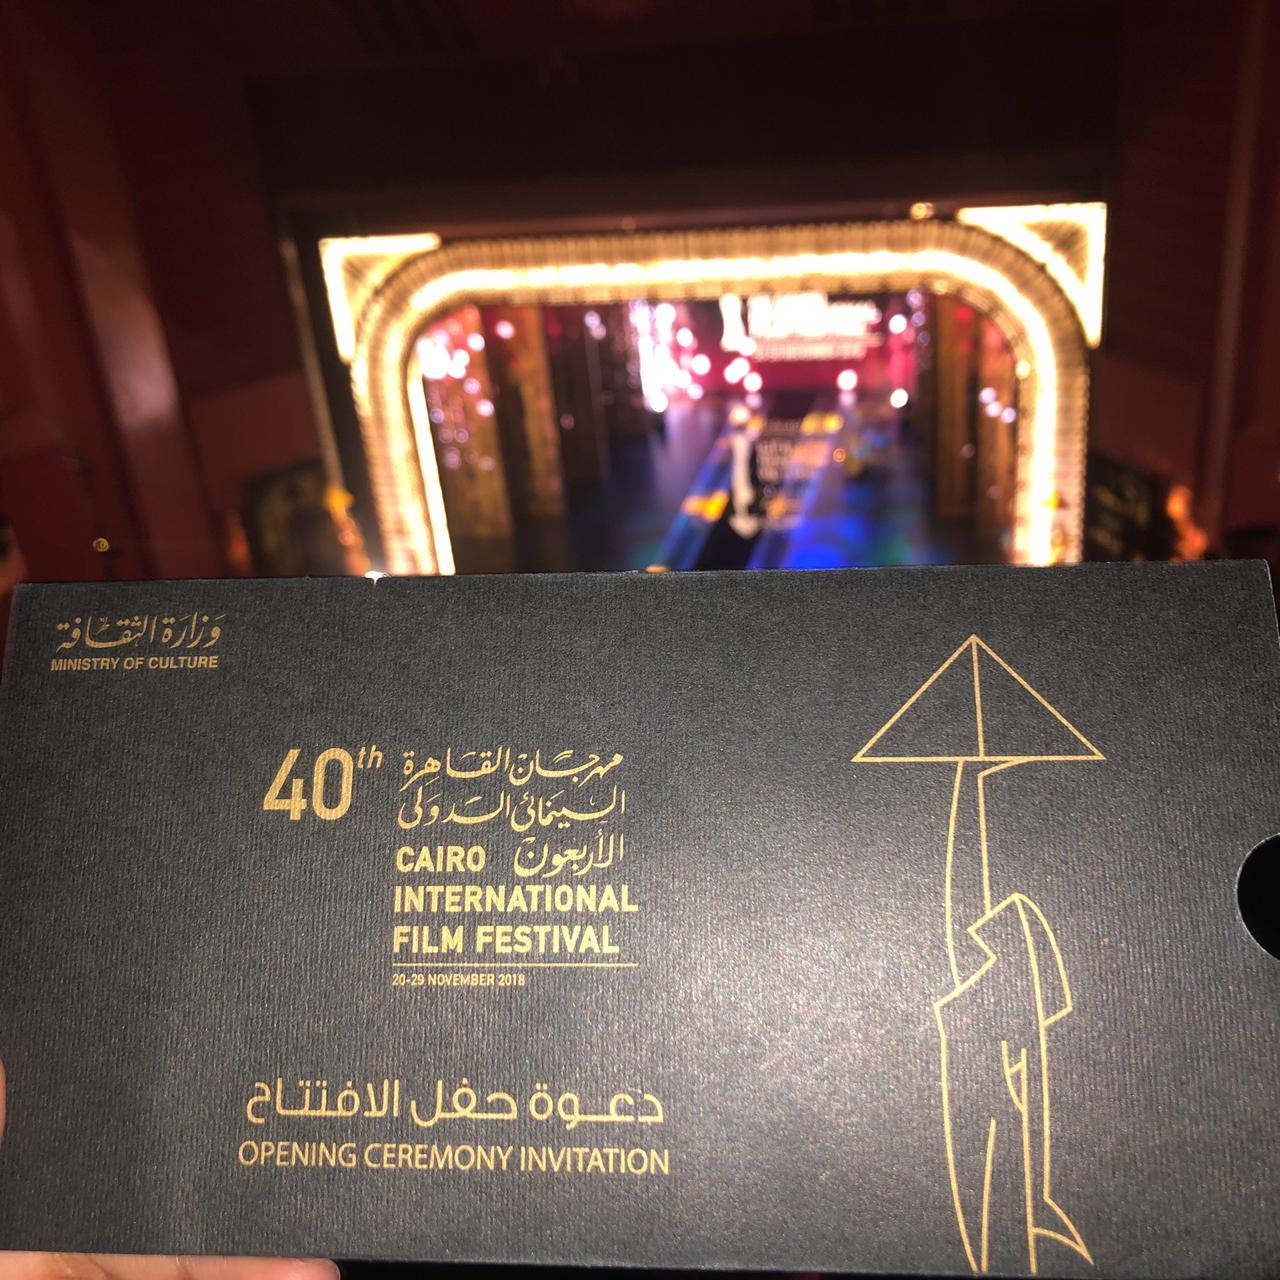 وزارة الثقافة
MINISTRY OF CULTURE
40th
مهرجان القاهرة
السينمائى الدولى
الأربعون
CAIRO
INTERNATIONAL
FILM FESTIVAL
20-29 NOVEMBER 2018
دعوة حفل الافتتاح
OPENING CEREMONY INVITATION